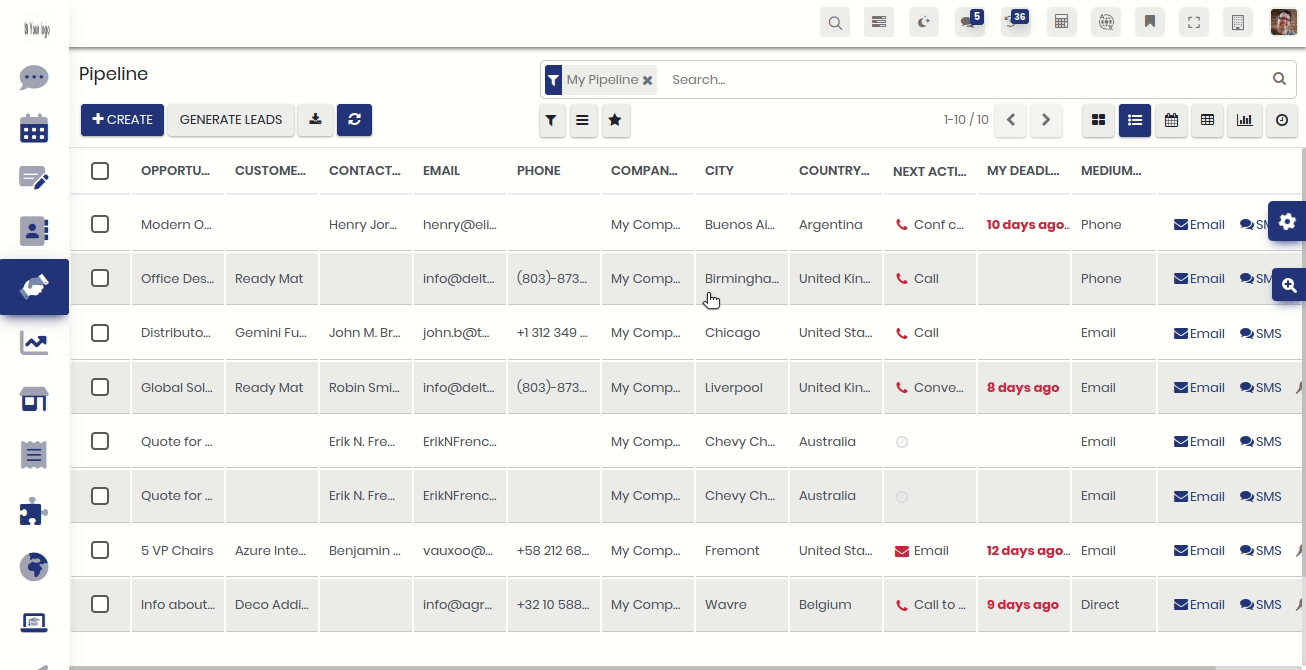 Your logo
5
36
Pipeline
My Pipeline
Search...
CREATE
GENERATE LEADS
1-10 / 10
OPPORTU... CUSTOME... CONTACT... EMAIL PHONE COMPAN... CITY COUNTRY... NEXT ACTI... MY DEADL... MEDIUM...
Modern O... Henry Jor... henry@eli... My Comp... Buenos Ai... Argentina Conf c... 10 days ago... Phone Email SM
Office Des... Ready Mat info@delt... (803)-873... My Comp... Birmingha... United Kin... Call Phone Email SM
Distributo... Gemini Fu... John M. Br... john.b@t... +1 312 349 ... My Comp... Chicago United Sta... Call Email Email SMS
Global Sol... Ready Mat Robin Smi... info@delt... (803)-873... My Comp... Liverpool United Kin... Conve... 8 days ago Email Email SMS
Quote for ... Erik N. Fre... ErikNFrenc... My Comp... Chevy Ch... Australia Email Email SMS
Quote for ... Erik N. Fre... ErikNFrenc... My Comp... Chevy Ch... Australia Email Email SMS
5 VP Chairs Azure Inte... Benjamin ... vauxoo@... +58 212 68... My Comp... Fremont United Sta... Email 12 days ago... Email Email SMS
Info about... Deco Addi... info@agr... +32 10 588... My Comp... Wavre Belgium Call to ... 9 days ago Direct Email SMS